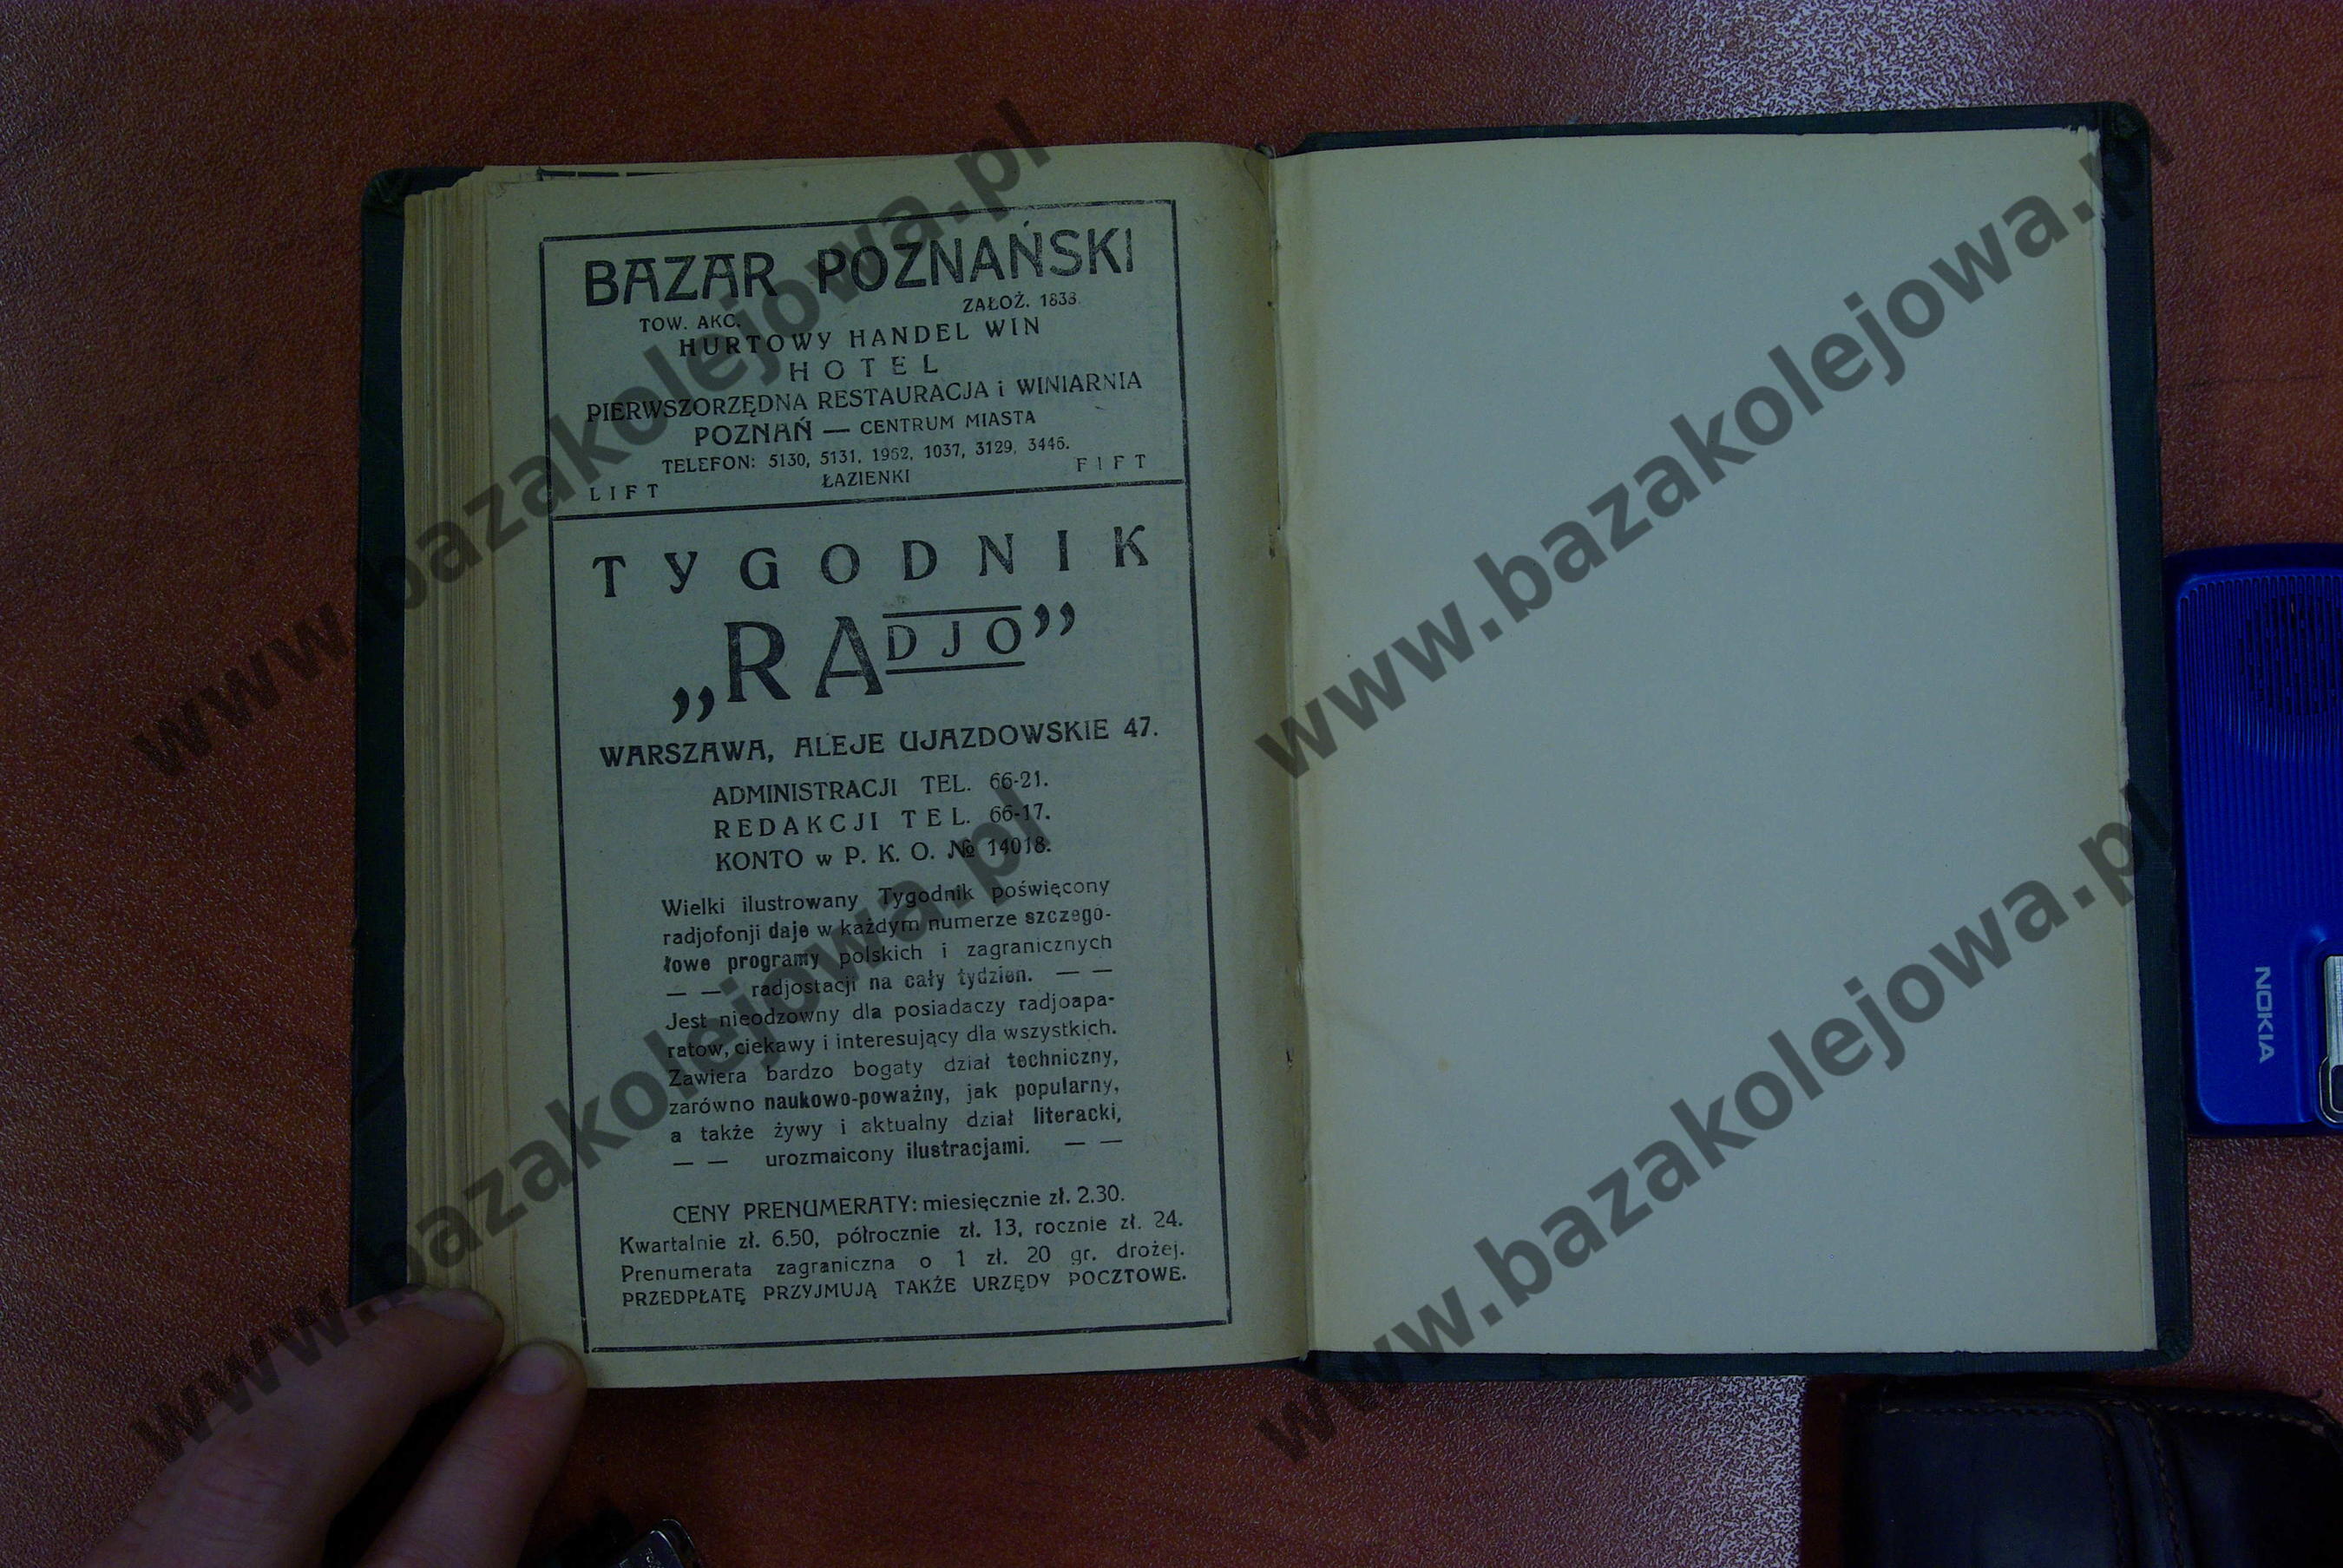 BAZAR POZNAŃSKI
TOW. AKC. ZAŁOŻ. 1838.
HURTOWY HANDEL WIN
HOTEL
PIERWSZORZĘDNA RESTAURACJA i WINIARNIA
POZNAŃ — CENTRUM MIASTA
TELEFON: 5130, 5131, 1952, 1037, 3129, 3446.
LIFT ŁAZIENKI FIFT
TYGODNIK
„RADJO”
WARSZAWA, ALEJE UJAZDOWSKIE 47.
ADMINISTRACJI TEL. 66-21.
REDAKCJI TEL. 66-17.
KONTO w P. K. O. № 14018.
Wielki ilustrowany Tygodnik poświęcony
radjofonji daje w każdym numerze szczegó-
łowe programy polskich i zagranicznych
— — radjostacji na cały tydzień. — —
Jest nieodzowny dla posiadaczy radjoapa-
ratów, ciekawy i interesujący dla wszystkich.
Zawiera bardzo bogaty dział techniczny,
zarówno naukowo-poważny, jak popularny,
a także żywy i aktualny dział literacki,
— — urozmaicony ilustracjami. — —
CENY PRENUMERATY: miesięcznie zł. 2.30.
Kwartalnie zł. 6.50, półrocznie zł. 13, rocznie zł. 24.
Prenumerata zagraniczna o 1 zł. 20 gr. drożej.
PRZEDPŁATĘ PRZYJMUJĄ TAKŻE URZĘDY POCZTOWE.
NOKIA
www.bazakolejowa.pl
www.bazakolejowa.pl
www.bazakolejowa.pl
www.bazakolejowa.pl